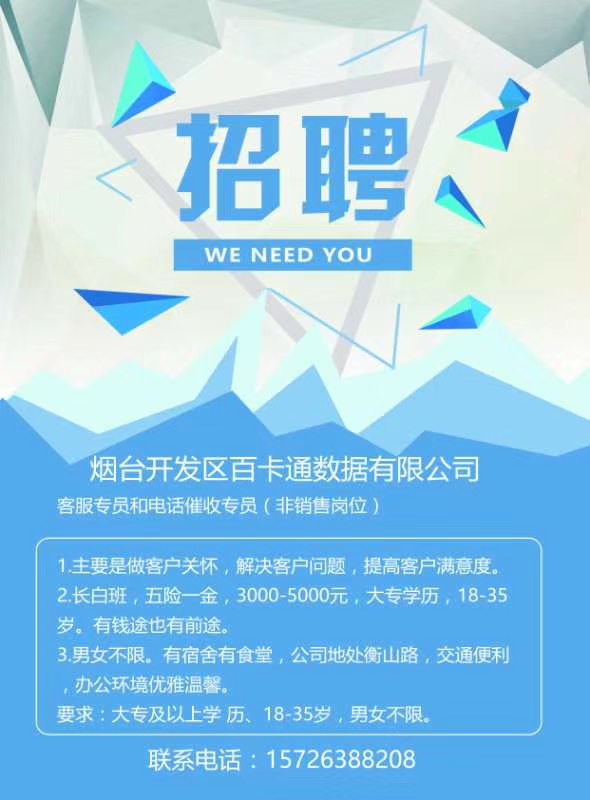 招聘
WE NEED YOU
烟台开发区百卡通数据有限公司
客服专员和电话催收专员（非销售岗位）
1.主要是做客户关怀，解决客户问题，提高客户满意度。
2.长白班，五险一金，3000-5000元，大专学历，18-35
岁。有钱途也有前途。
3.男女不限。有宿舍有食堂，公司地处衡山路，交通便利
，办公环境优雅温馨。
要求：大专及以上学 历、18-35岁，男女不限。
联系电话：15726388208